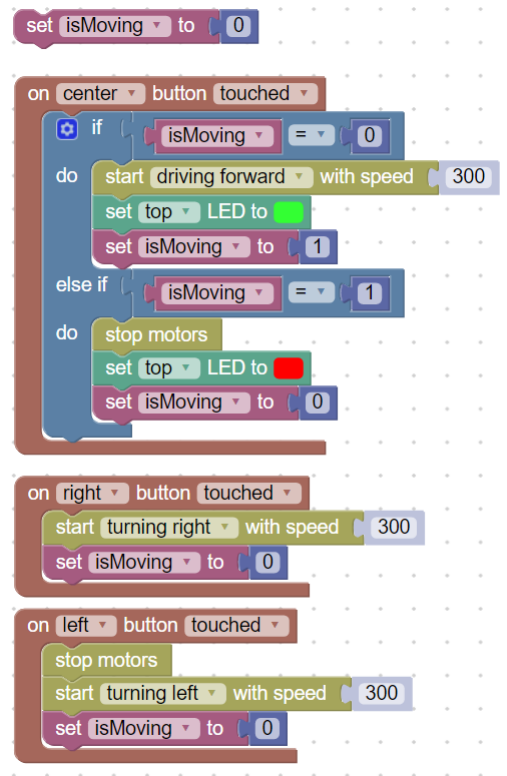 set isMoving to 0
on center button touched
if isMoving = 0
do start driving forward with speed 300
set top LED to
set isMoving to 1
else if isMoving = 1
do stop motors
set top LED to
set isMoving to 0
on right button touched
start turning right with speed 300
set isMoving to 0
on left button touched
stop motors
start turning left with speed 300
set isMoving to 0